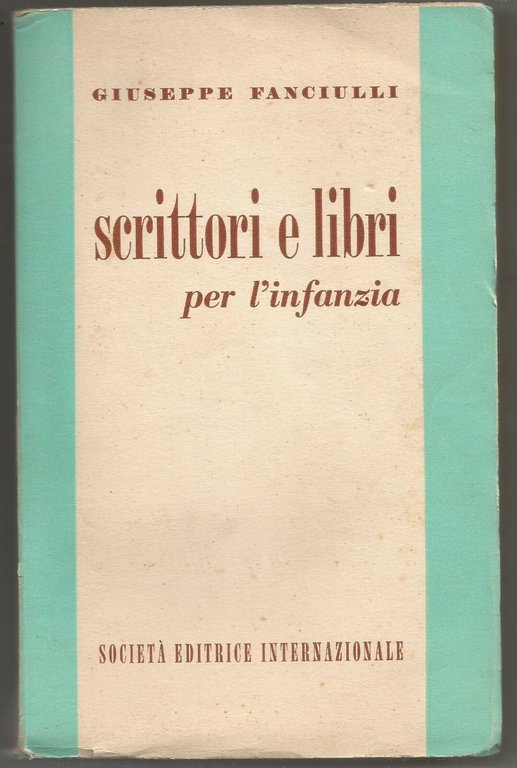 GIUSEPPE FANCIULLI
scrittori e libri
per l'infanzia
SOCIETÀ EDITRICE INTERNAZIONALE